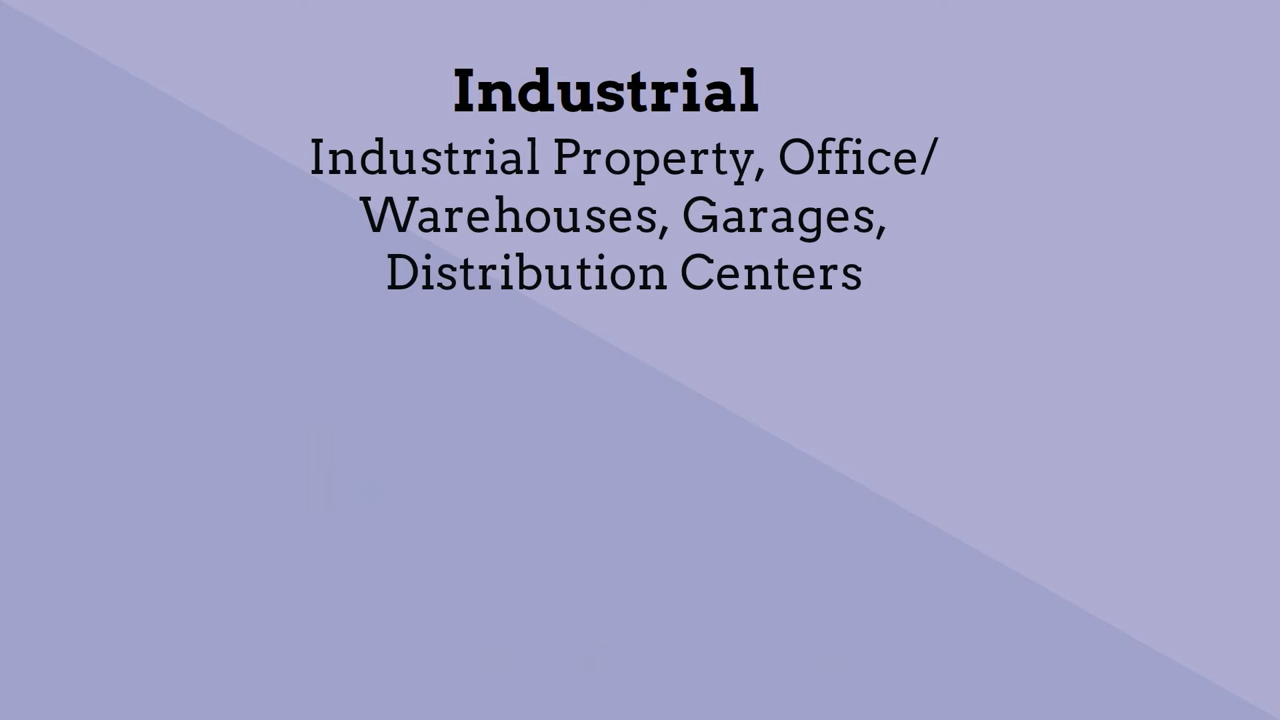 Industrial
Industrial Property, Office/
Warehouses, Garages,
Distribution Centers